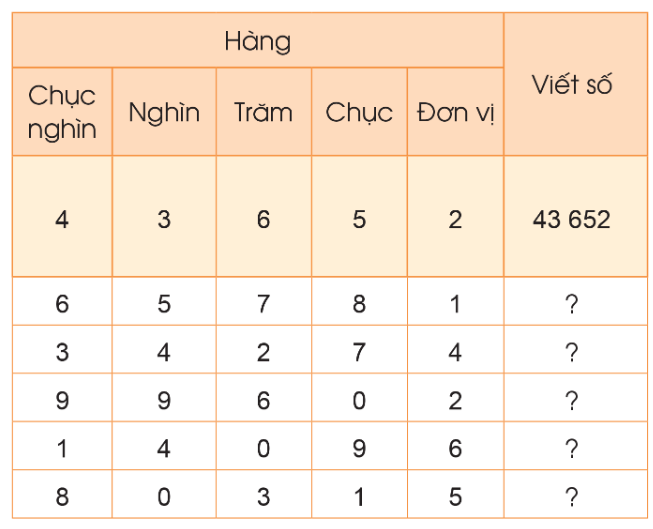 Hàng
Viết số
Chục nghìn Nghìn Trăm Chục Đơn vị
4 3 6 5 2 43 652
6 5 7 8 1 ?
3 4 2 7 4 ?
9 9 6 0 2 ?
1 4 0 9 6 ?
8 0 3 1 5 ?